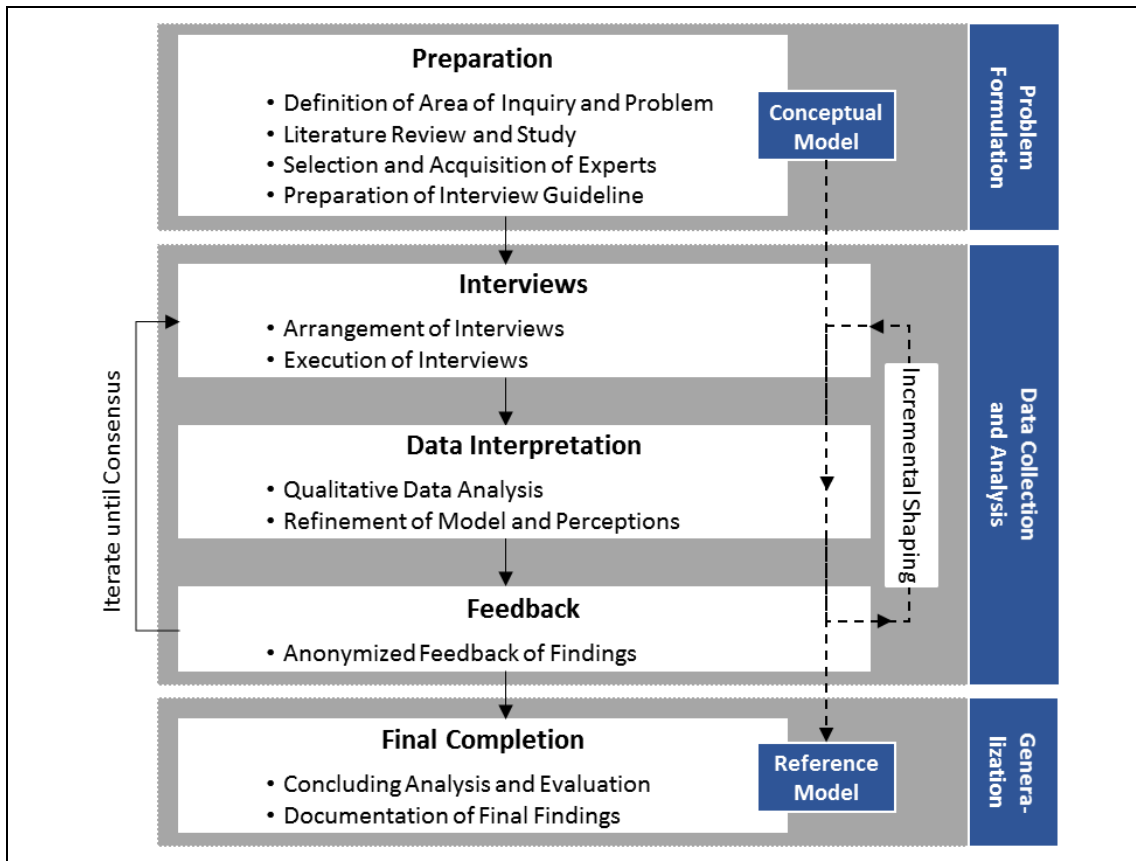 Preparation
• Definition of Area of Inquiry and Problem
• Literature Review and Study
• Selection and Acquisition of Experts
• Preparation of Interview Guideline
Conceptual
Model
Problem
Formulation
Interviews
• Arrangement of Interviews
• Execution of Interviews
Data Interpretation
• Qualitative Data Analysis
• Refinement of Model and Perceptions
Feedback
• Anonymized Feedback of Findings
Iterate until Consensus
Incremental Shaping
Data Collection
and Analysis
Final Completion
• Concluding Analysis and Evaluation
• Documentation of Final Findings
Reference
Model
Genera-
lization